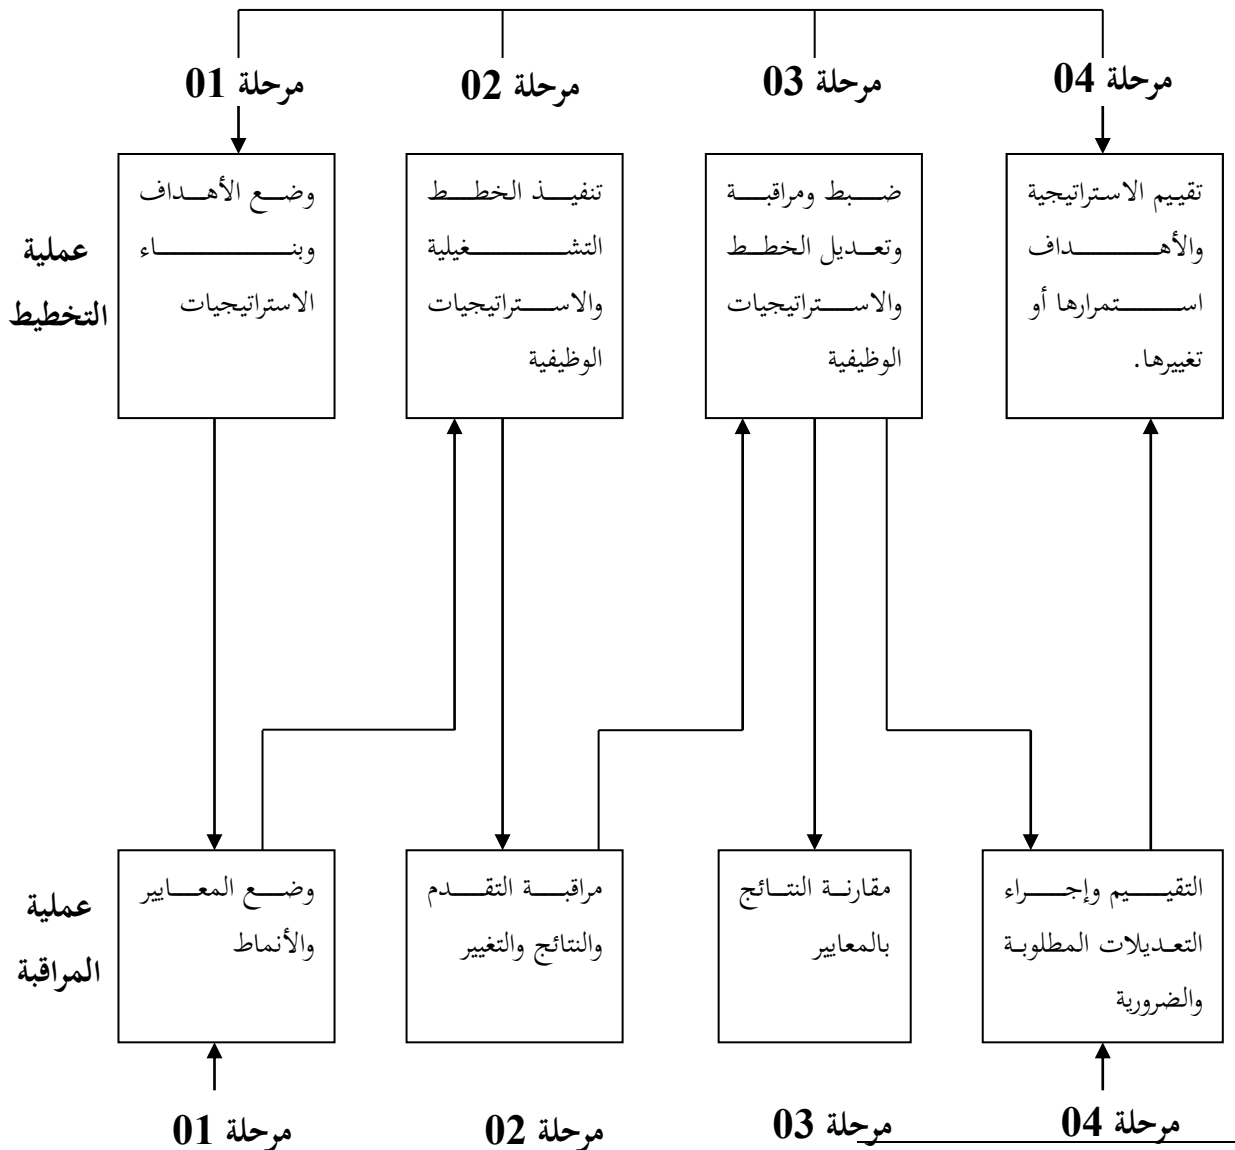 مرحلة 01
مرحلة 02
مرحلة 03
مرحلة 04
عملية
التخطيط
وضع الأهداف
وبناء
الاستراتيجيات
تنفيذ الخطط
التشغيلية
والاستراتيجيات
الوظيفية
ضبط ومراقبة
وتعديل الخطط
والاستراتيجيات
الوظيفية
تقييم الاستراتيجية
والأهداف
استمرارها أو
تغييرها.
عملية
المراقبة
وضع المعايير
والأنماط
مراقبة التقدم
والنتائج والتغيير
مقارنة النتائج
بالمعايير
التقييم وإجراء
التعديلات المطلوبة
والضرورية
مرحلة 01
مرحلة 02
مرحلة 03
مرحلة 04